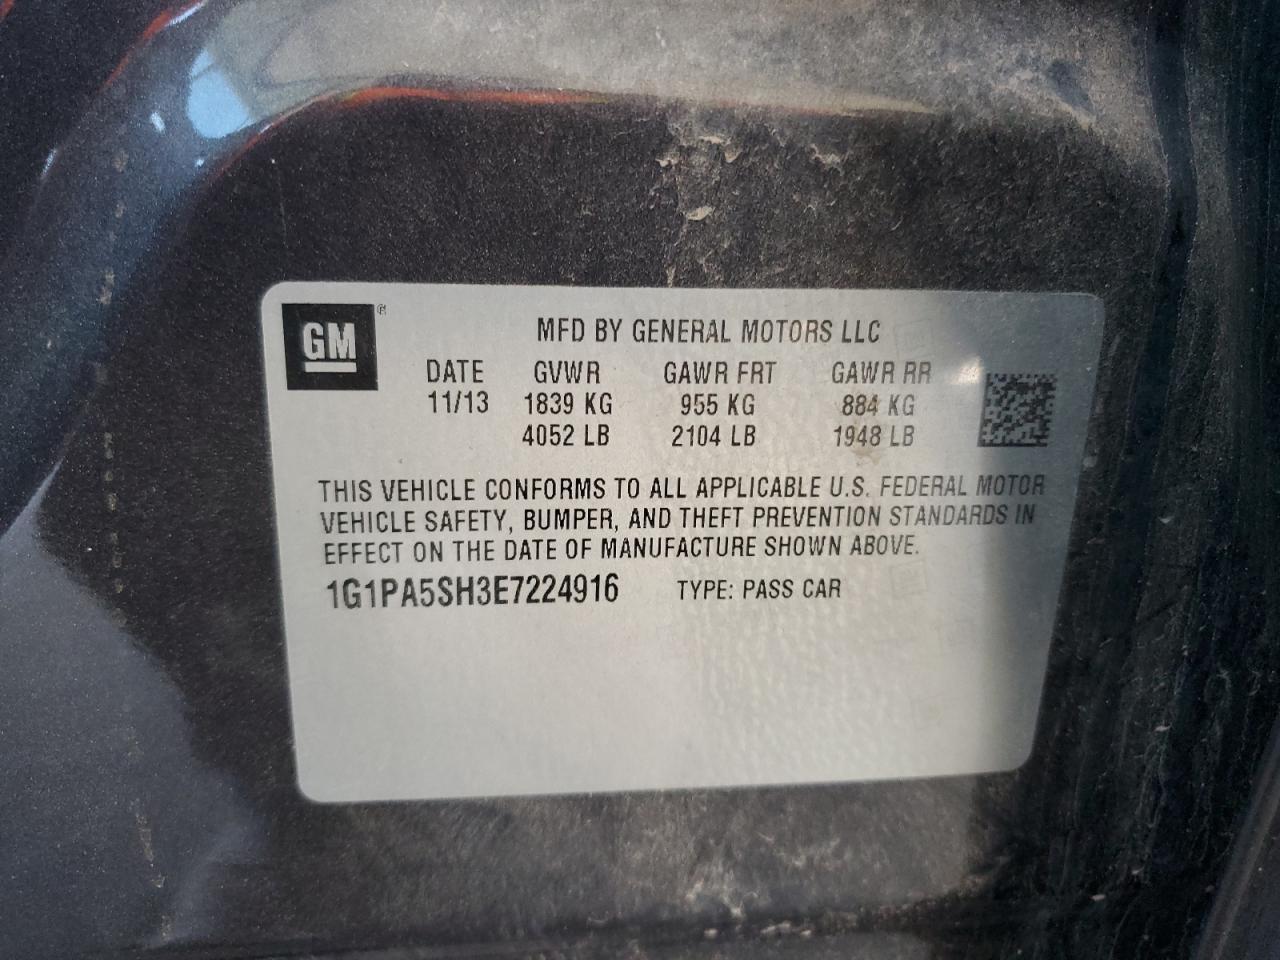 GM
MFD BY GENERAL MOTORS LLC
DATE GVWR GAWR FRT GAWR RR
11/13 1839 KG 955 KG 884 KG
4052 LB 2104 LB 1948 LB
THIS VEHICLE CONFORMS TO ALL APPLICABLE U.S. FEDERAL MOTOR
VEHICLE SAFETY, BUMPER, AND THEFT PREVENTION STANDARDS IN
EFFECT ON THE DATE OF MANUFACTURE SHOWN ABOVE.
1G1PA5SH3E7224916 TYPE: PASS CAR